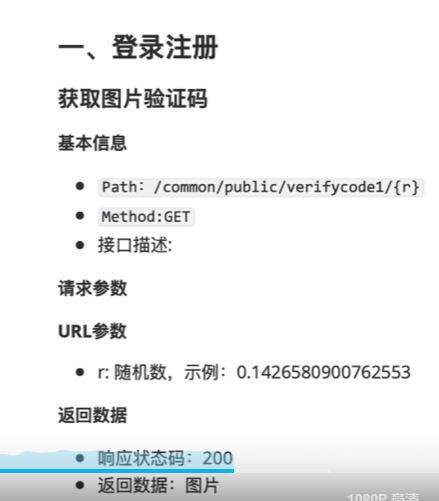 一、登录注册
获取图片验证码
基本信息
Path：/common/public/verifycode1/{r}
Method:GET
接口描述:
请求参数
URL参数
r: 随机数，示例：0.1426580900762553
返回数据
响应状态码：200
返回数据：图片
1080P 高清